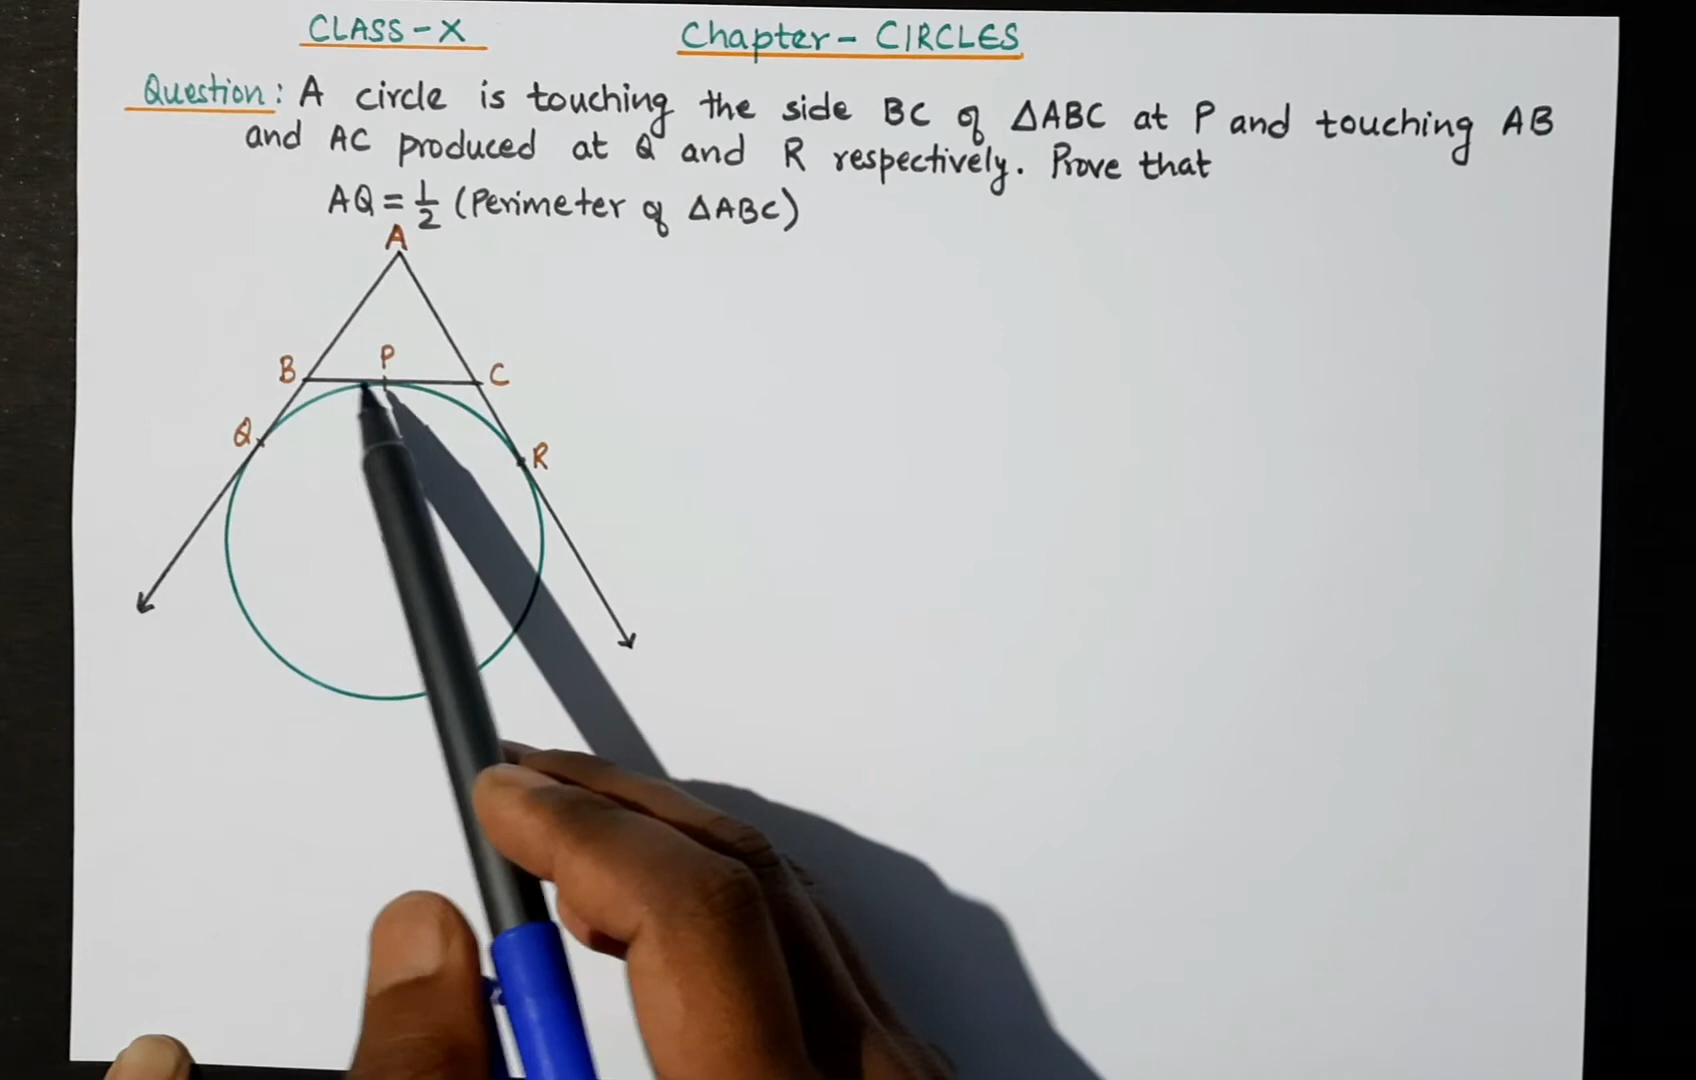 CLASS-X
Chapter- CIRCLES
Question: A circle is touching the side BC of ΔABC at P and touching AB
and AC produced at Q and R respectively. Prove that
AQ = 1/2 (Perimeter of ΔABC)
A
B P C
Q R